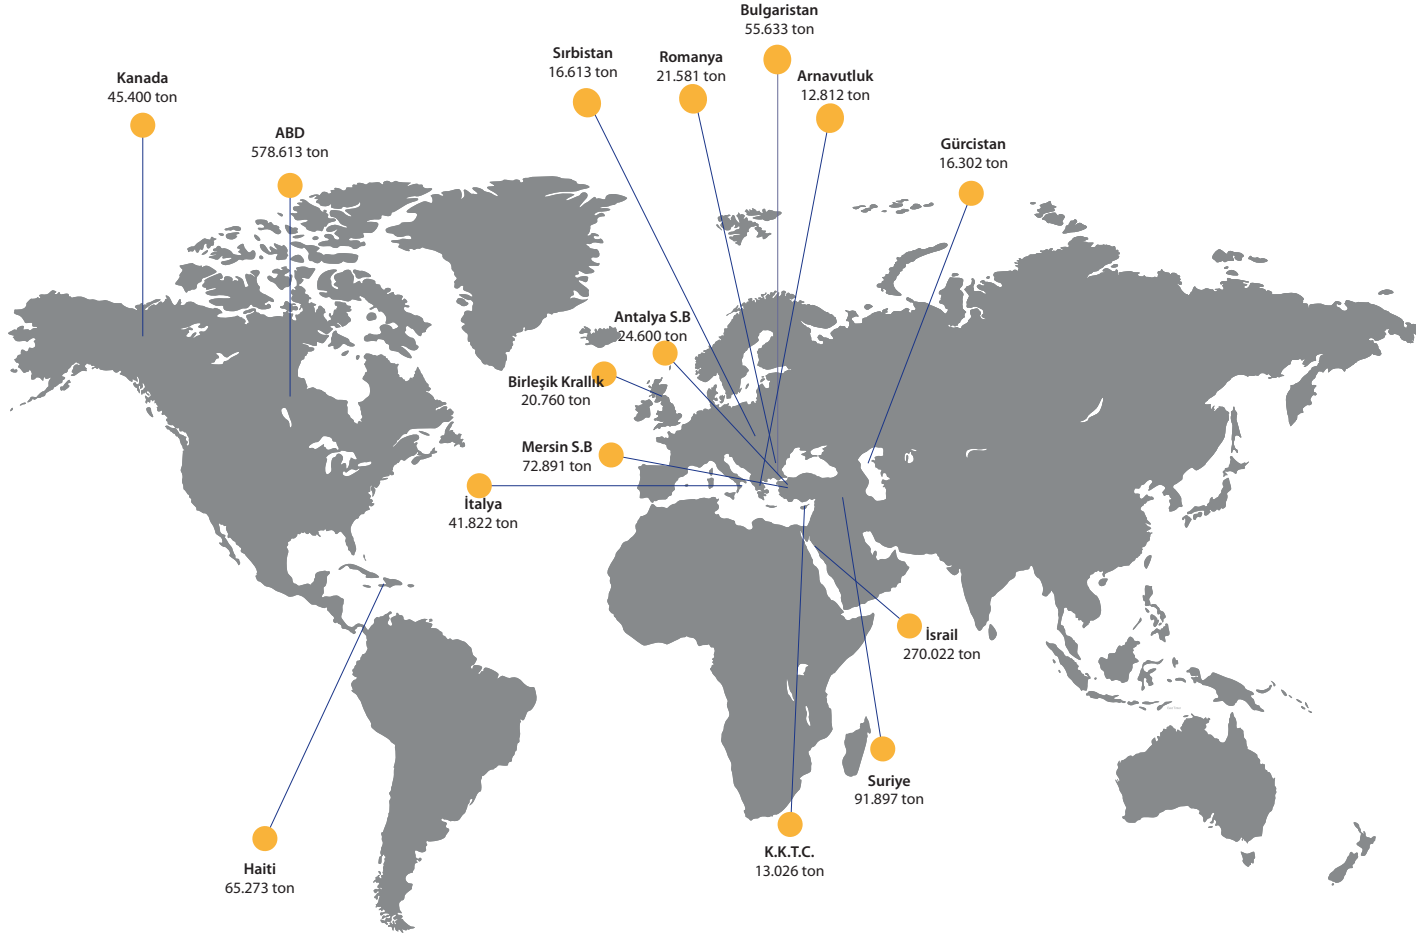 Bulgaristan
55.633 ton
Sırbistan
16.613 ton
Romanya
21.581 ton
Arnavutluk
12.812 ton
Kanada
45.400 ton
ABD
578.613 ton
Gürcistan
16.302 ton
Antalya S.B
24.600 ton
Birleşik Krallık
20.760 ton
Mersin S.B
72.891 ton
İtalya
41.822 ton
İsrail
270.022 ton
Suriye
91.897 ton
K.K.T.C.
13.026 ton
Haiti
65.273 ton